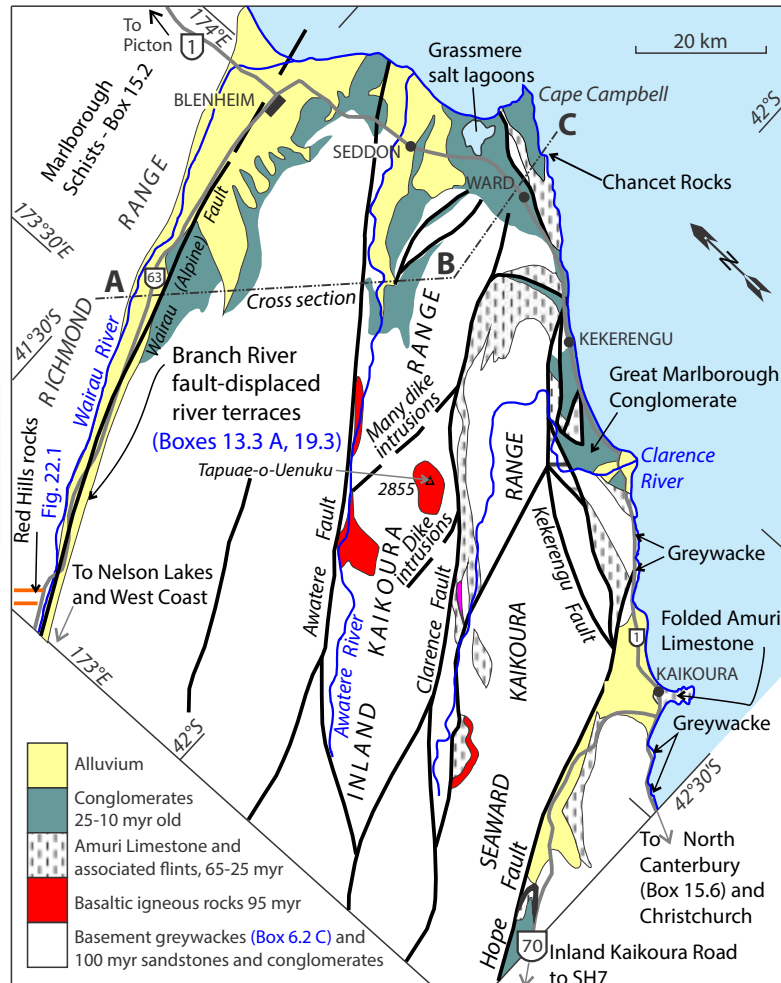 To
Picton
1
174°E
Grassmere
salt lagoons
20 km
Cape Campbell
42°S
Marlborough
Schists - Box 15.2
BLENHEIM
SEDDON
C
WARD
Chancet Rocks
173°30'E
RANGE
Fault
N
A
63
Wairau (Alpine)
Cross section
B
41°30'S
RICHMOND
Wairau River
RANGE
KEKERENGU
Branch River
fault-displaced
river terraces
(Boxes 13.3 A, 19.3)
Great Marlborough
Conglomerate
Many dike
intrusions
Tapuae-o-Uenuku
2855
RANGE
Clarence
River
Red Hills rocks
Fig. 22.1
Dike
intrusions
Awatere Fault
KAIKOURA
Kekerengu
Fault
Greywacke
To Nelson Lakes
and West Coast
Clarence Fault
1
Folded Amuri
Limestone
173°E
Awatere River
KAIKOURA
KAIKOURA
42°S
INLAND
Greywacke
42°30'S
Alluvium
Conglomerates
25-10 myr old
SEAWARD
Amuri Limestone and
associated flints, 65-25 myr
To North
Canterbury
(Box 15.6) and
Christchurch
Basaltic igneous rocks 95 myr
Hope Fault
Basement greywackes (Box 6.2 C) and
100 myr sandstones and conglomerates
70
Inland Kaikoura Road
to SH7